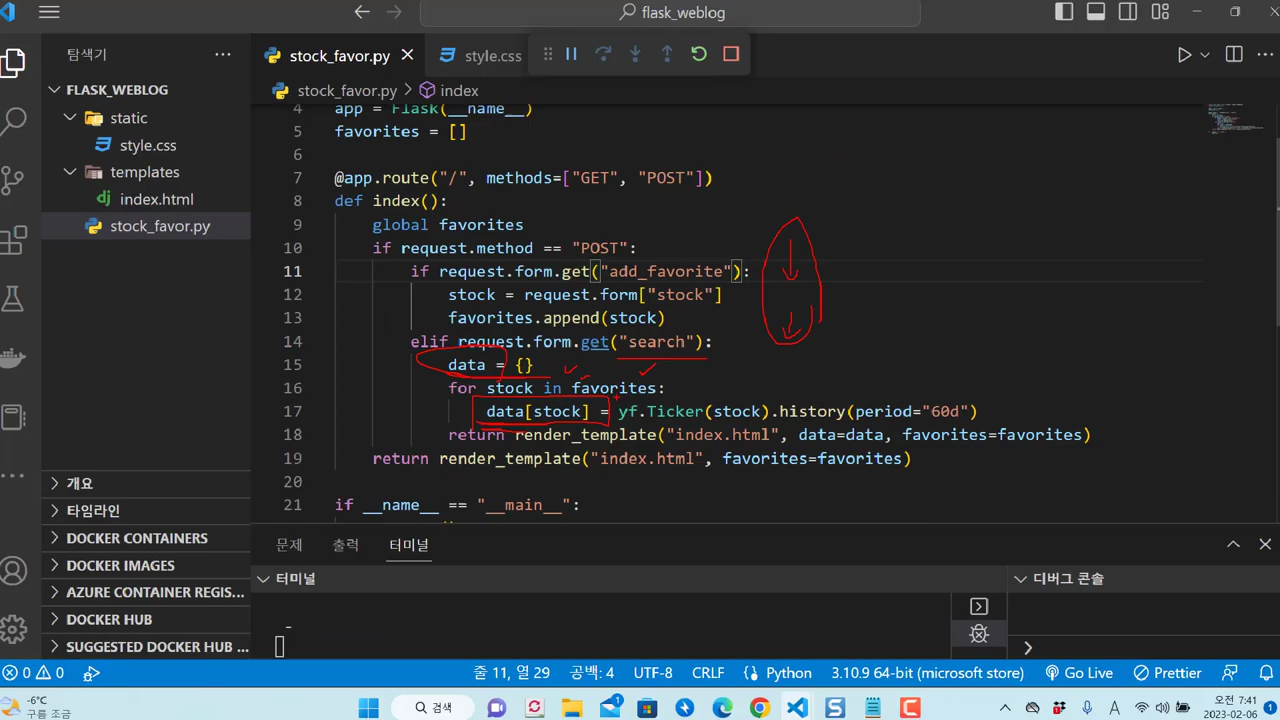 flask_weblog
탐색기
stock_favor.py
style.css
FLASK_WEBLOG
static
style.css
templates
index.html
stock_favor.py
개요
타임라인
DOCKER CONTAINERS
DOCKER IMAGES
AZURE CONTAINER REGIS...
DOCKER HUB
SUGGESTED DOCKER HUB ...
stock_favor.py > index
4 app = Flask(__name__)
5 favorites = []
6
7 @app.route("/", methods=["GET", "POST"])
8 def index():
9 global favorites
10 if request.method == "POST":
11 if request.form.get("add_favorite"):
12 stock = request.form["stock"]
13 favorites.append(stock)
14 elif request.form.get("search"):
15 data = {}
16 for stock in favorites:
17 data[stock] = yf.Ticker(stock).history(period="60d")
18 return render_template("index.html", data=data, favorites=favorites)
19 return render_template("index.html", favorites=favorites)
20
21 if __name__ == "__main__":
문제 출력 터미널
터미널
디버그 콘솔
0 0 줄 11, 열 29 공백: 4 UTF-8 CRLF {} Python 3.10.9 64-bit (microsoft store) Go Live Prettier
-6°C
구름 조금
검색
오전 7:41
2023-02-06